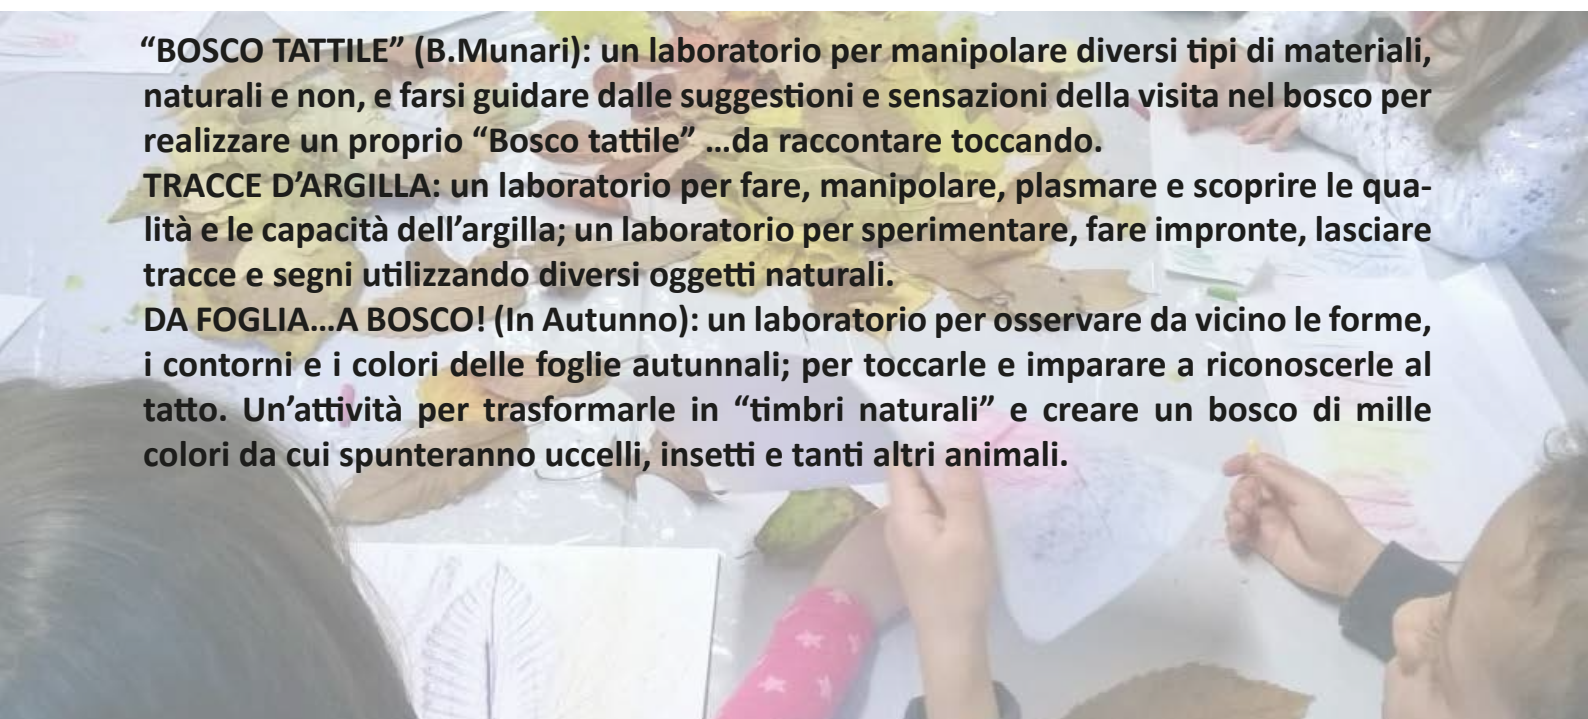 “BOSCO TATTILE” (B.Munari): un laboratorio per manipolare diversi tipi di materiali,
naturali e non, e farsi guidare dalle suggestioni e sensazioni della visita nel bosco per
realizzare un proprio “Bosco tattile” ...da raccontare toccando.
TRACCE D’ARGILLA: un laboratorio per fare, manipolare, plasmare e scoprire le qua-
lità e le capacità dell’argilla; un laboratorio per sperimentare, fare impronte, lasciare
tracce e segni utilizzando diversi oggetti naturali.
DA FOGLIA...A BOSCO! (In Autunno): un laboratorio per osservare da vicino le forme,
i contorni e i colori delle foglie autunnali; per toccarle e imparare a riconoscerle al
tatto. Un’attività per trasformarle in “timbri naturali” e creare un bosco di mille
colori da cui spunteranno uccelli, insetti e tanti altri animali.